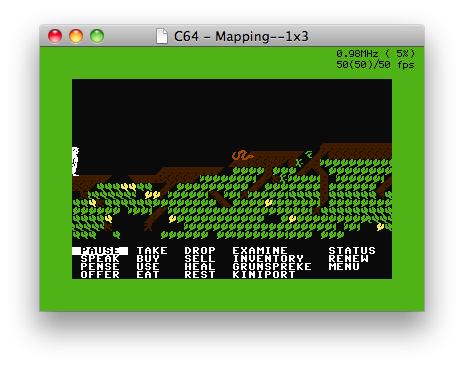 C64 - Mapping--1x3
0.98MHz ( 5%)
50(50)/50 fps
PAUSE TAKE DROP EXAMINE STATUS
SPEAK BUY SELL INVENTORY RENEW
PENSE USE HEAL GRUNSPREKE MENU
OFFER EAT REST KINIPORT